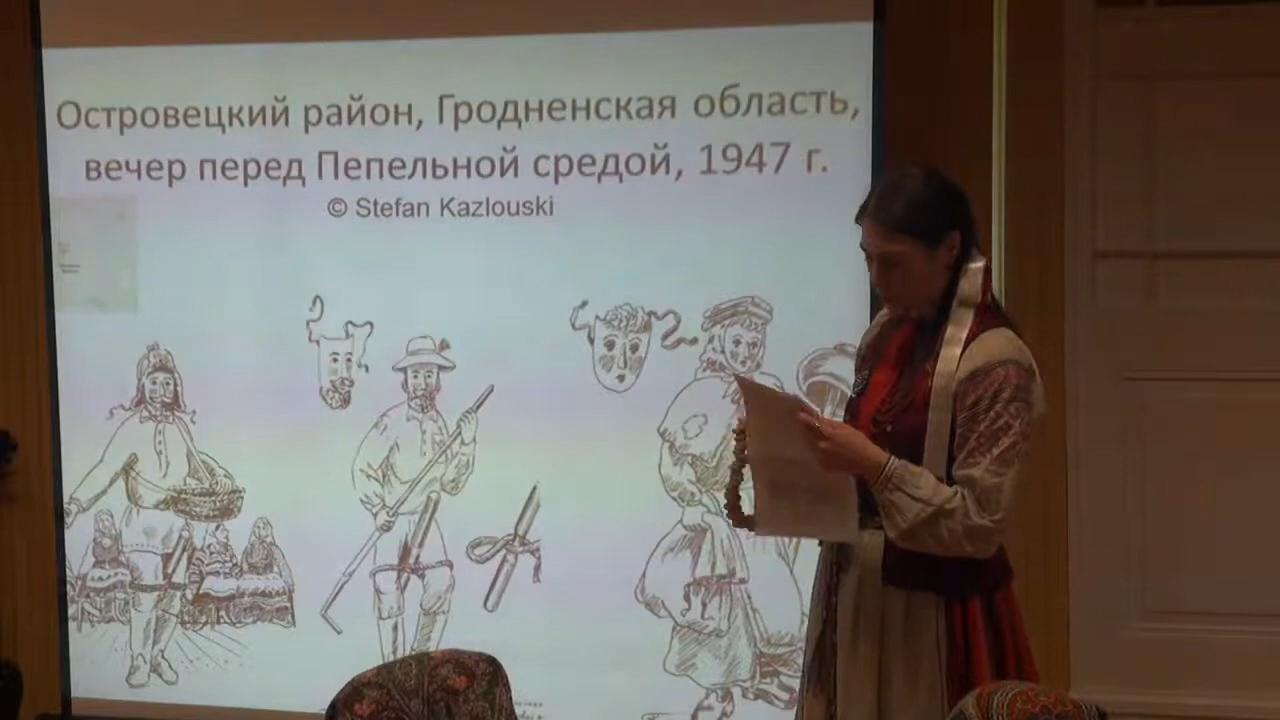 Островецкий район, Гродненская область,
вечер перед Пепельной средой, 1947 г.
© Stefan Kazlouski